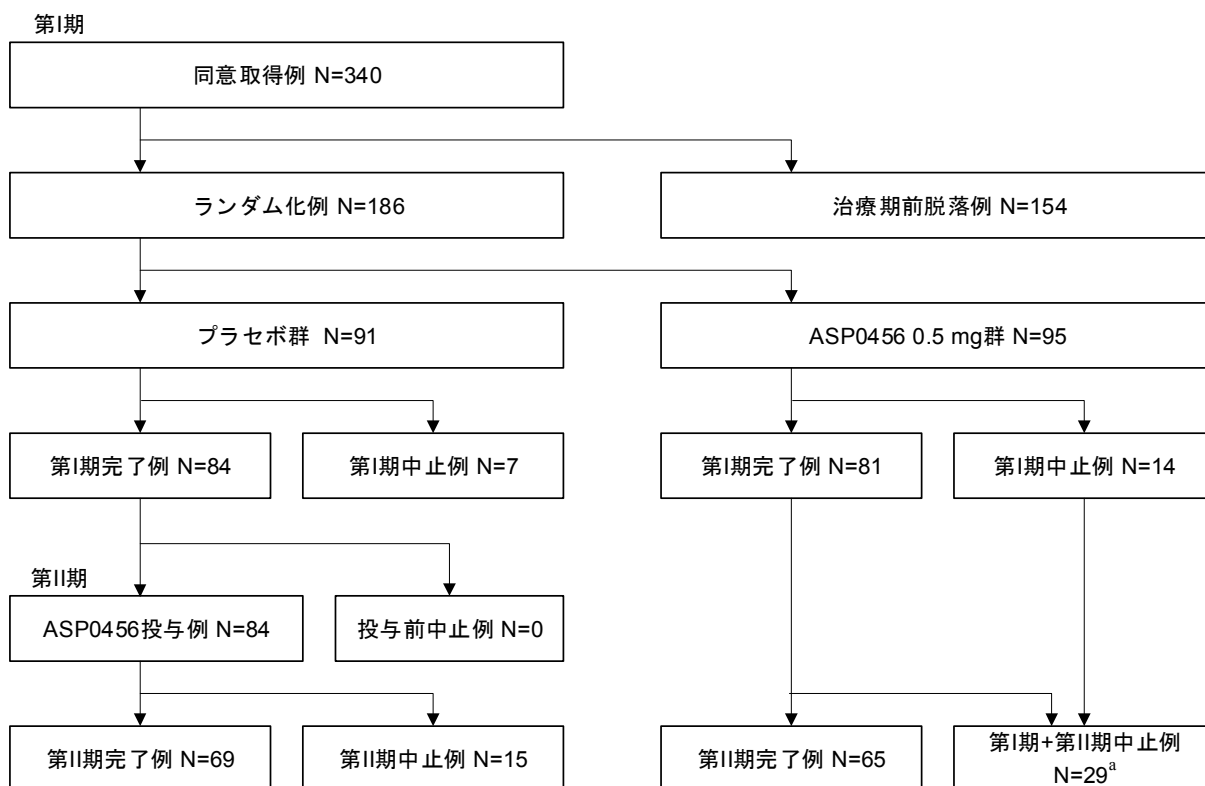 第I期
同意取得例 N=340
ランダム化例 N=186
治療期前脱落例 N=154
プラセボ群 N=91
ASP0456 0.5 mg群 N=95
第I期完了例 N=84
第I期中止例 N=7
第I期完了例 N=81
第I期中止例 N=14
第II期
ASP0456投与例 N=84
投与前中止例 N=0
第II期完了例 N=69
第II期中止例 N=15
第II期完了例 N=65
第I期+第II期中止例
N=29a